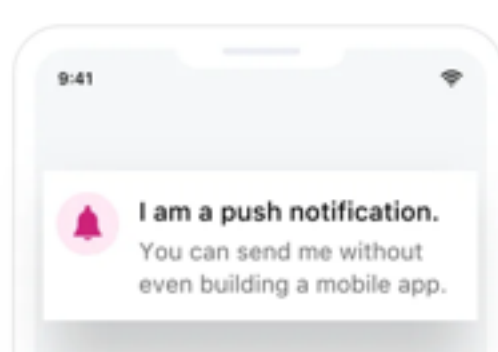 9:41
I am a push notification.
You can send me without
even building a mobile app.